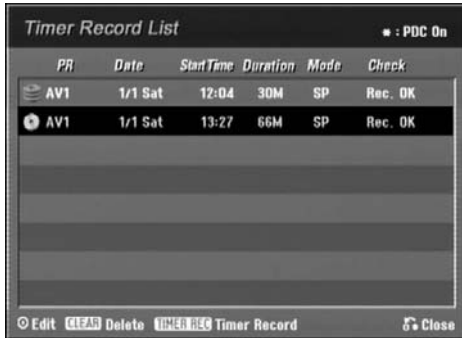 Timer Record List ✱ : PDC On
PR Date Start Time Duration Mode Check
AV1 1/1 Sat 12:04 30M SP Rec. OK
AV1 1/1 Sat 13:27 66M SP Rec. OK
Edit CLEAR Delete TIMER REC Timer Record Close